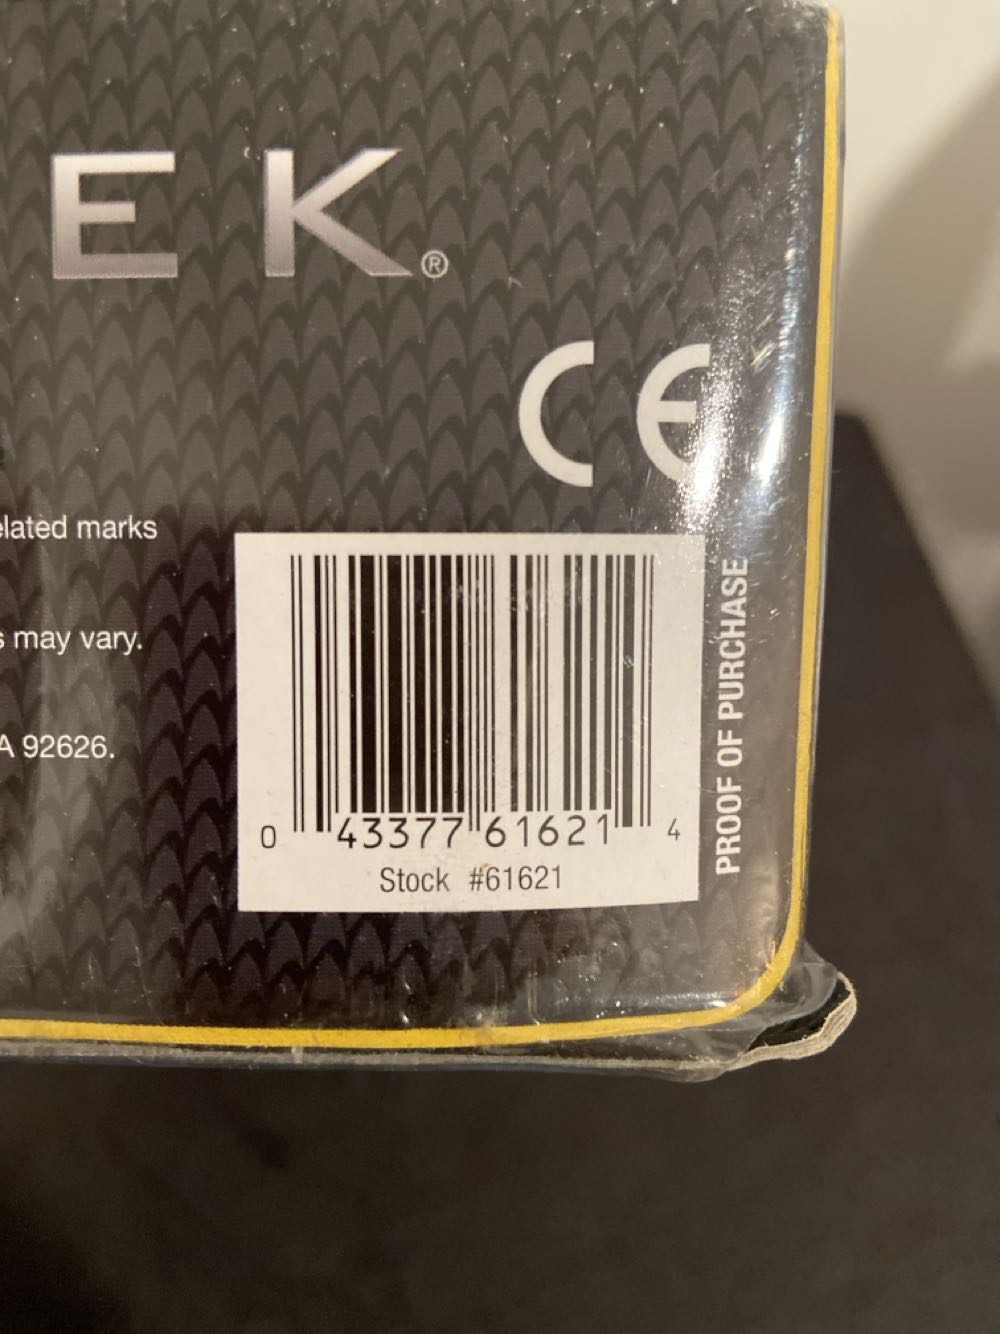 EK®
CE
elated marks
s may vary.
A 92626.
0 43377 61621 4
Stock #61621
PROOF OF PURCHASE